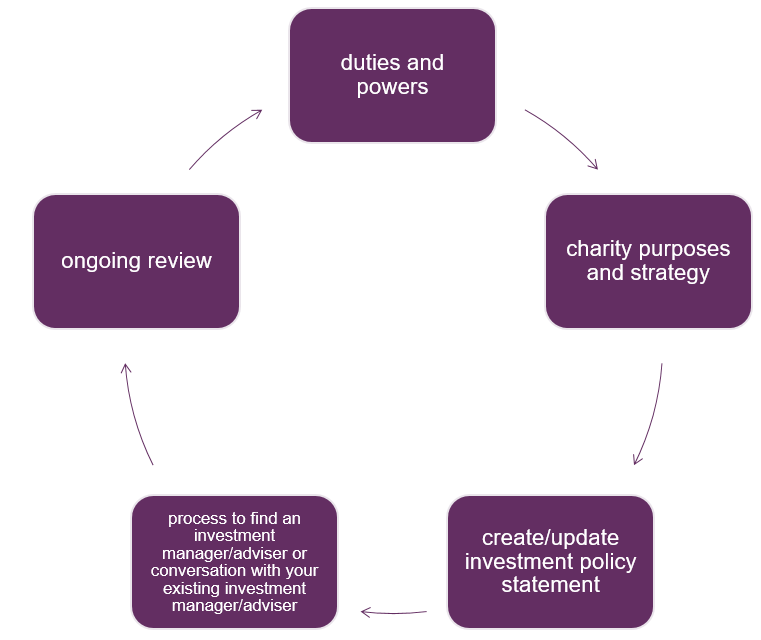 duties and
powers
charity purposes
and strategy
create/update
investment policy
statement
process to find an
investment
manager/adviser or
conversation with your
existing investment
manager/adviser
ongoing review